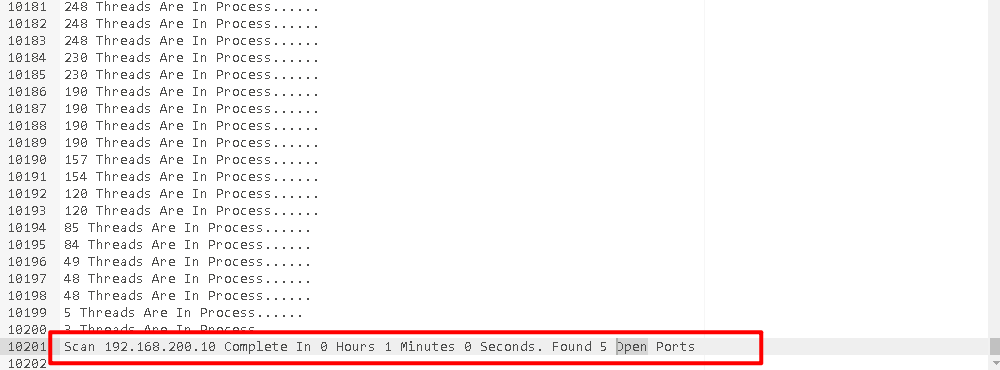 10181 248 Threads Are In Process......
10182 248 Threads Are In Process......
10183 248 Threads Are In Process......
10184 230 Threads Are In Process......
10185 230 Threads Are In Process......
10186 190 Threads Are In Process......
10187 190 Threads Are In Process......
10188 190 Threads Are In Process......
10189 190 Threads Are In Process......
10190 157 Threads Are In Process......
10191 154 Threads Are In Process......
10192 120 Threads Are In Process......
10193 120 Threads Are In Process......
10194 85 Threads Are In Process......
10195 84 Threads Are In Process......
10196 49 Threads Are In Process......
10197 48 Threads Are In Process......
10198 48 Threads Are In Process......
10199 5 Threads Are In Process......
10200 3 Threads Are In Process......
10201 Scan 192.168.200.10 Complete In 0 Hours 1 Minutes 0 Seconds. Found 5 Open Ports
10202